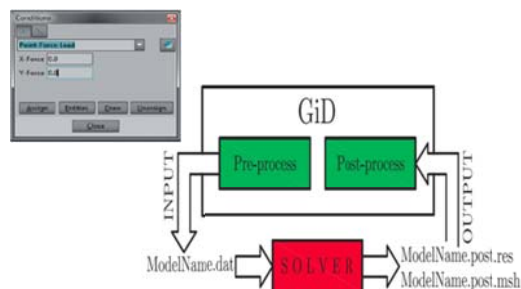 Conditions
Point-Force-Load
X-Force 0.0
Y-Force 0.0
Assign Entities Draw Unassign
Close
GiD
Pre-process Post-process
INPUT
OUTPUT
ModelName.dat
SOLVER
ModelName.post.res
ModelName.post.msh